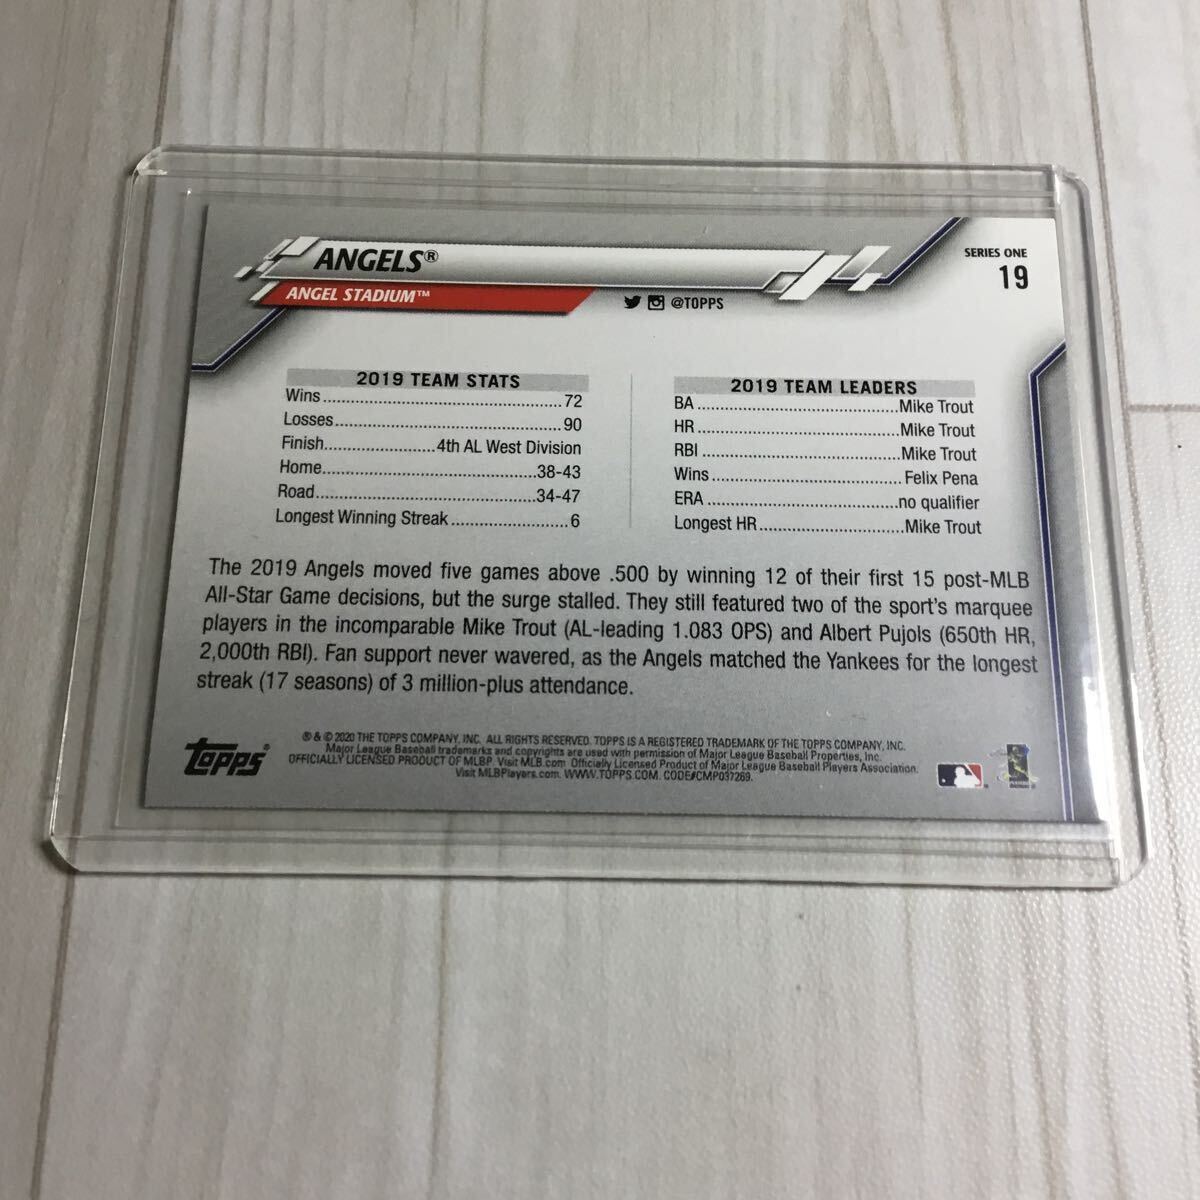 ANGELS®
ANGEL STADIUM™
@TOPPS
SERIES ONE
19
2019 TEAM STATS
Wins..........................................72
Losses........................................90
Finish..............4th AL West Division
Home.......................................38-43
Road........................................34-47
Longest Winning Streak.....................6
2019 TEAM LEADERS
BA....................................Mike Trout
HR....................................Mike Trout
RBI...................................Mike Trout
Wins..................................Felix Pena
ERA..................................no qualifier
Longest HR..........................Mike Trout
The 2019 Angels moved five games above .500 by winning 12 of their first 15 post-MLB
All-Star Game decisions, but the surge stalled. They still featured two of the sport's marquee
players in the incomparable Mike Trout (AL-leading 1.083 OPS) and Albert Pujols (650th HR,
2,000th RBI). Fan support never wavered, as the Angels matched the Yankees for the longest
streak (17 seasons) of 3 million-plus attendance.
topps®
® & © 2020 THE TOPPS COMPANY, INC. ALL RIGHTS RESERVED. TOPPS IS A REGISTERED TRADEMARK OF THE TOPPS COMPANY, INC.
Major League Baseball trademarks and copyrights are used with permission of Major League Baseball Properties, Inc.
OFFICIALLY LICENSED PRODUCT OF MLBP. Visit MLB.com Officially Licensed Product of Major League Baseball Players Association.
Visit MLBPlayers.com. WWW.TOPPS.COM. CODE#CMP037269.